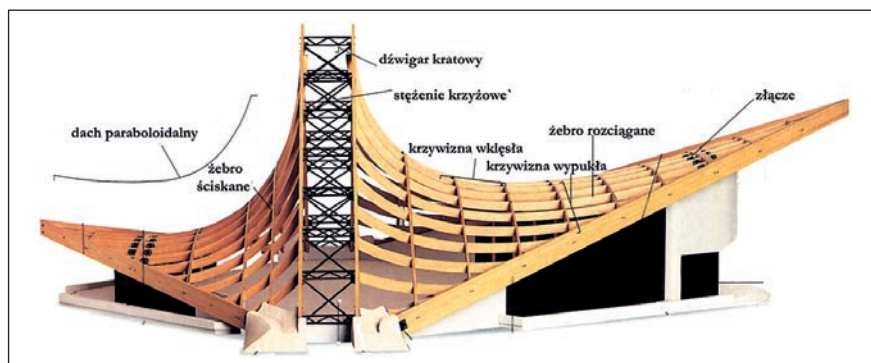 dźwigar kratowy
stężenie krzyżowe`
złącze
dach paraboloidalny
żebro rozciągane
krzywizna wklęsła
krzywizna wypukła
żebro
ściskane